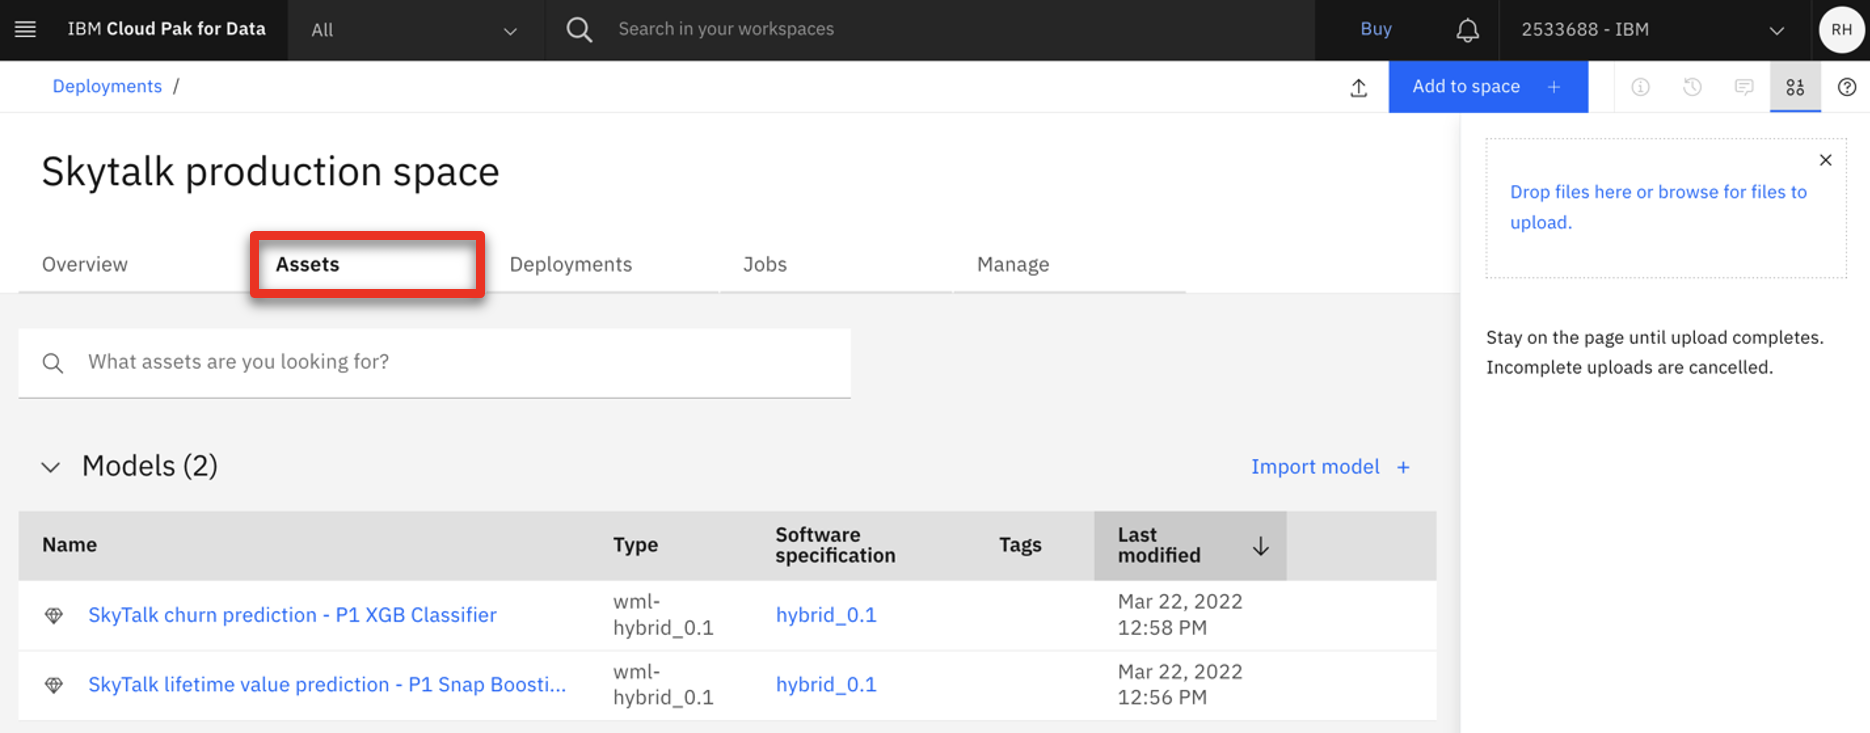 IBM Cloud Pak for Data
All
Search in your workspaces
Buy
2533688 - IBM
RH
Deployments /
Add to space +
Skytalk production space
Drop files here or browse for files to
upload.
Overview
Assets
Deployments
Jobs
Manage
Stay on the page until upload completes.
Incomplete uploads are cancelled.
What assets are you looking for?
Models (2)
Import model +
Name
Type
Software
specification
Tags
Last
modified
SkyTalk churn prediction - P1 XGB Classifier
wml-
hybrid_0.1
hybrid_0.1
Mar 22, 2022
12:58 PM
SkyTalk lifetime value prediction - P1 Snap Boosti...
wml-
hybrid_0.1
hybrid_0.1
Mar 22, 2022
12:56 PM